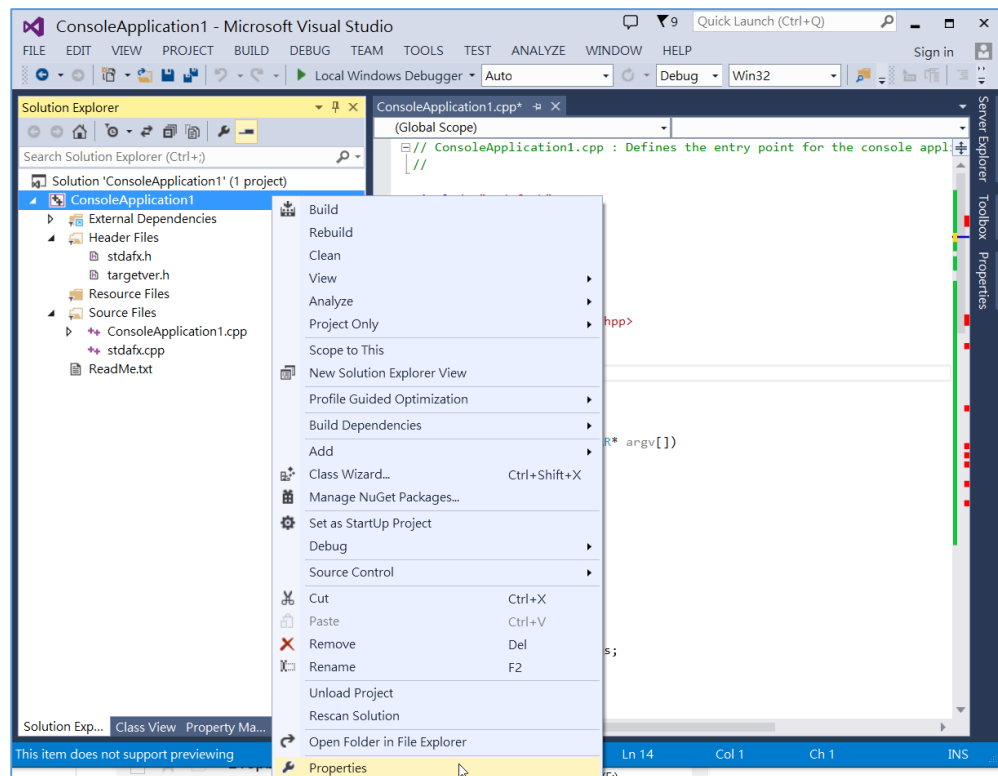 ConsoleApplication1 - Microsoft Visual Studio
9
Quick Launch (Ctrl+Q)
FILE EDIT VIEW PROJECT BUILD DEBUG TEAM TOOLS TEST ANALYZE WINDOW HELP
Sign in
Local Windows Debugger
Auto
Debug
Win32
Solution Explorer
Search Solution Explorer (Ctrl+;)
Solution 'ConsoleApplication1' (1 project)
ConsoleApplication1
External Dependencies
Header Files
stdafx.h
targetver.h
Resource Files
Source Files
ConsoleApplication1.cpp
stdafx.cpp
ReadMe.txt
Solution Exp... Class View Property Ma...
ConsoleApplication1.cpp*
(Global Scope)
// ConsoleApplication1.cpp : Defines the entry point for the console appl
//
hpp>
R* argv[])
s;
Build
Rebuild
Clean
View
Analyze
Project Only
Scope to This
New Solution Explorer View
Profile Guided Optimization
Build Dependencies
Add
Class Wizard... Ctrl+Shift+X
Manage NuGet Packages...
Set as StartUp Project
Debug
Source Control
Cut Ctrl+X
Paste Ctrl+V
Remove Del
Rename F2
Unload Project
Rescan Solution
Open Folder in File Explorer
Properties
Server Explorer
Toolbox
Properties
This item does not support previewing
Ln 14 Col 1 Ch 1 INS